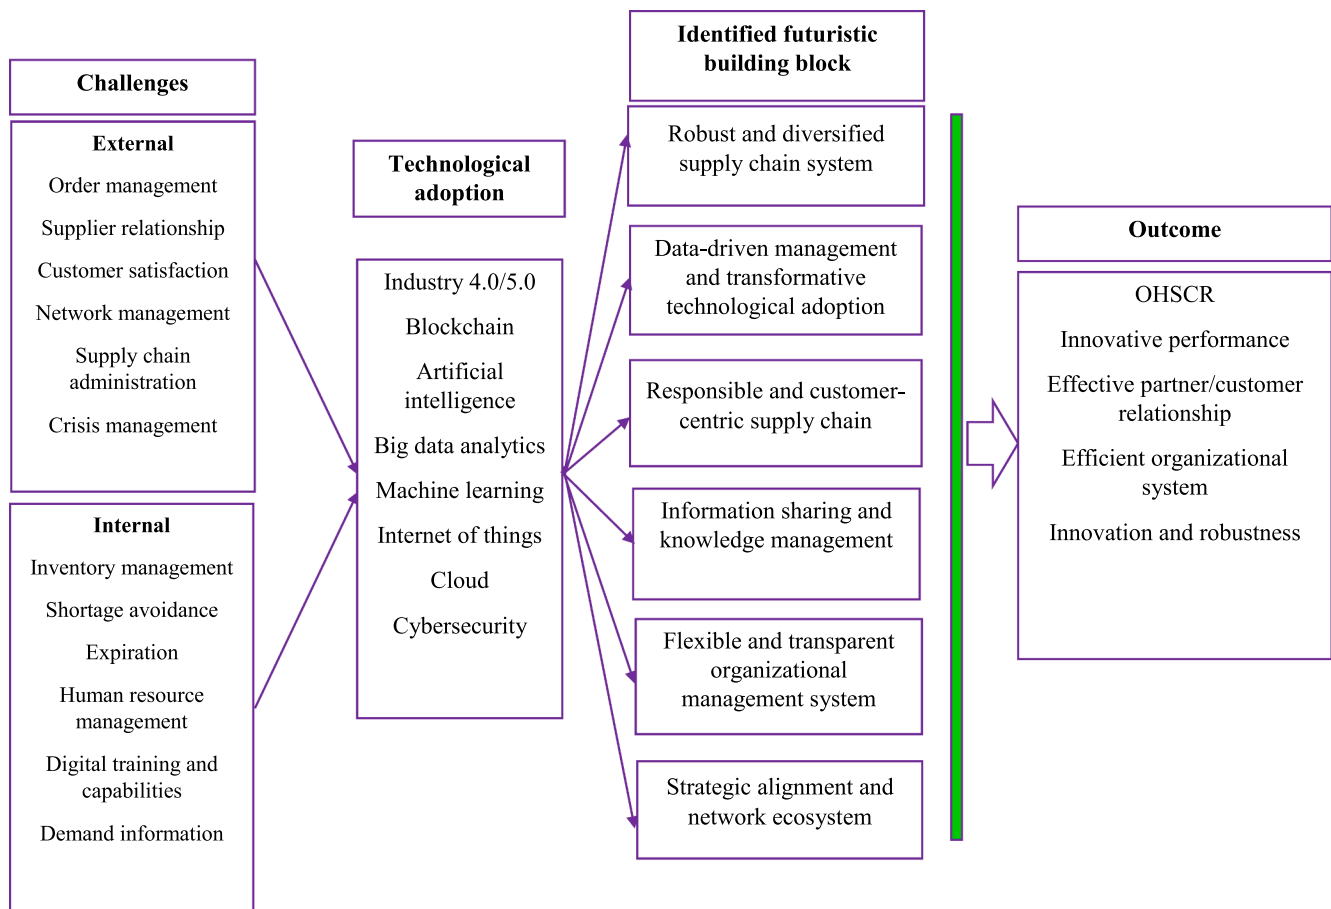 Challenges
External
Order management
Supplier relationship
Customer satisfaction
Network management
Supply chain
administration
Crisis management
Internal
Inventory management
Shortage avoidance
Expiration
Human resource
management
Digital training and
capabilities
Demand information
Technological
adoption
Industry 4.0/5.0
Blockchain
Artificial
intelligence
Big data analytics
Machine learning
Internet of things
Cloud
Cybersecurity
Identified futuristic
building block
Robust and diversified
supply chain system
Data-driven management
and transformative
technological adoption
Responsible and customer-
centric supply chain
Information sharing and
knowledge management
Flexible and transparent
organizational
management system
Strategic alignment and
network ecosystem
Outcome
OHSCR
Innovative performance
Effective partner/customer
relationship
Efficient organizational
system
Innovation and robustness